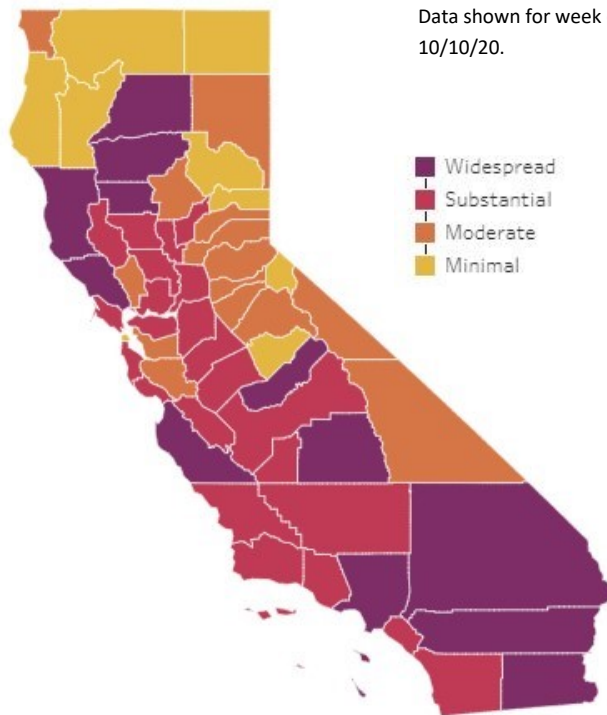 Data shown for week
10/10/20.
Widespread
Substantial
Moderate
Minimal